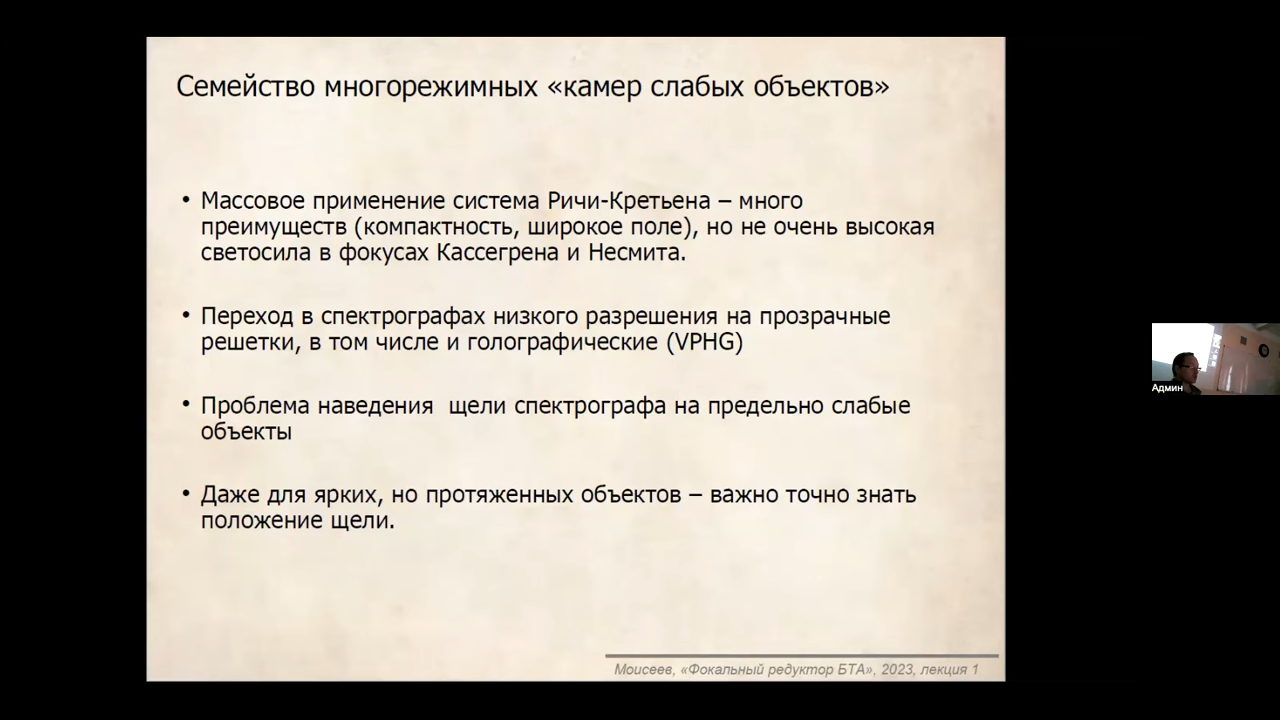 Семейство многорежимных «камер слабых объектов»
• Массовое применение система Ричи-Кретьена – много
преимуществ (компактность, широкое поле), но не очень высокая
светосила в фокусах Кассегрена и Несмита.
• Переход в спектрографах низкого разрешения на прозрачные
решетки, в том числе и голографические (VPHG)
• Проблема наведения  щели спектрографа на предельно слабые
объекты
• Даже для ярких, но протяженных объектов – важно точно знать
положение щели.
Моисеев, «Фокальный редуктор БТА», 2023, лекция 1
Админ